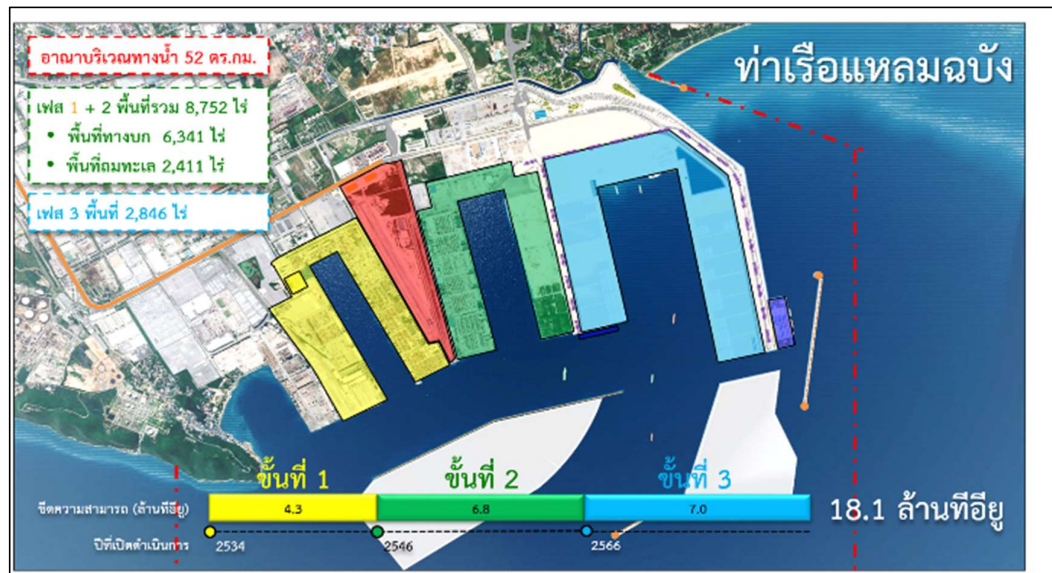 ท่าเรือแหลมฉบัง
อาณาบริเวณทางน้ำ 52 ตร.กม.
เฟส 1 + 2 พื้นที่รวม 8,752 ไร่
• พื้นที่ทางบก 6,341 ไร่
• พื้นที่ถมทะเล 2,411 ไร่
เฟส 3 พื้นที่ 2,846 ไร่
ขั้นที่ 1 ขั้นที่ 2 ขั้นที่ 3
ขีดความสามารถ (ล้านทีอียู) 4.3 6.8 7.0 18.1 ล้านทีอียู
ปีที่เปิดดำเนินการ 2534 2546 2566